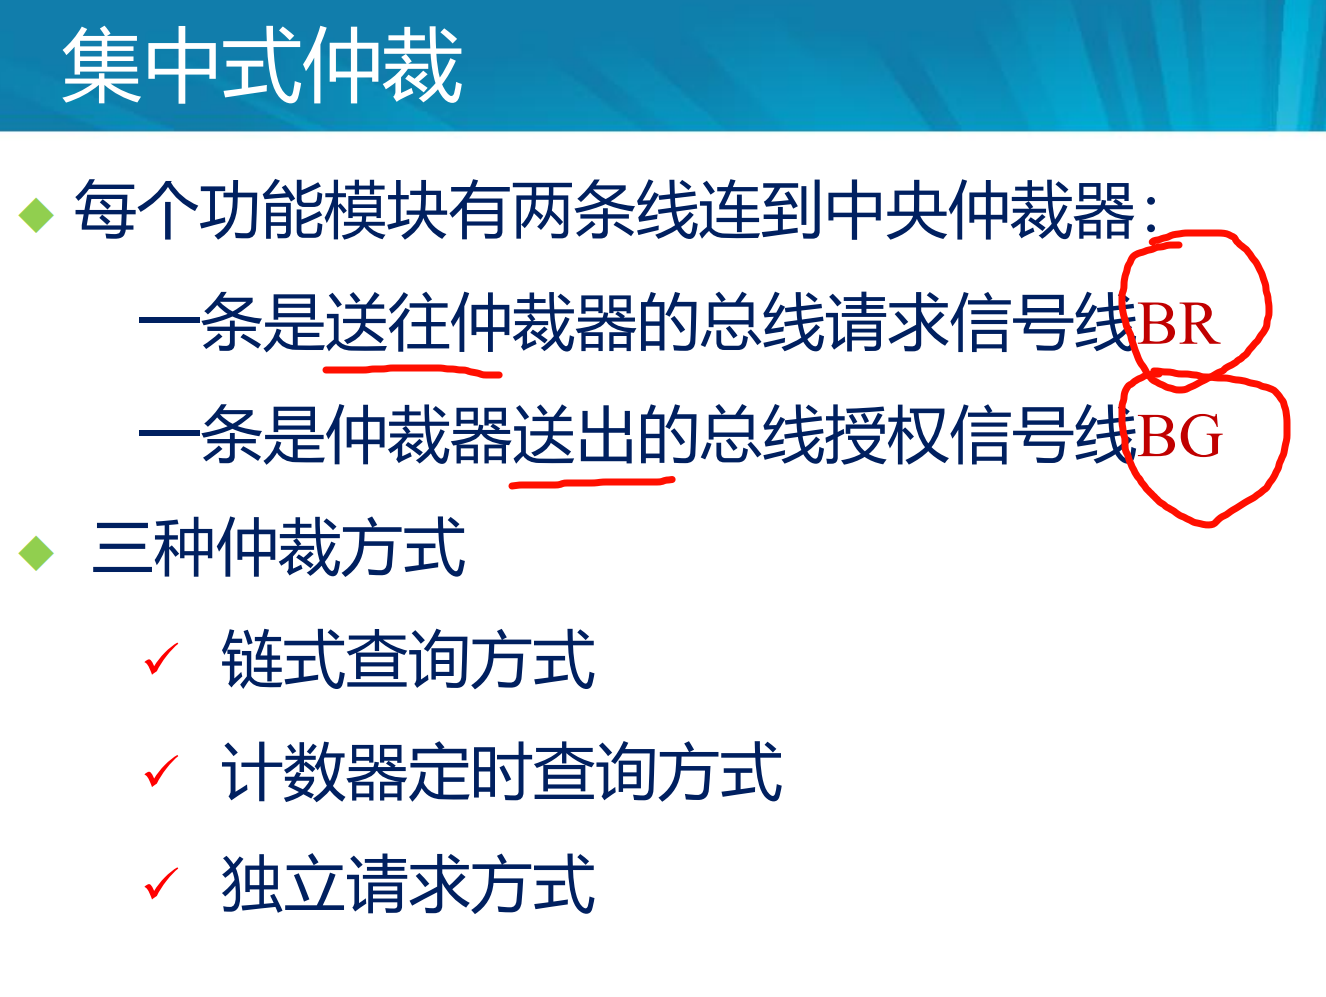 集中式仲裁
每个功能模块有两条线连到中央仲裁器：
一条是送往仲裁器的总线请求信号线BR
一条是仲裁器送出的总线授权信号线BG
三种仲裁方式
链式查询方式
计数器定时查询方式
独立请求方式